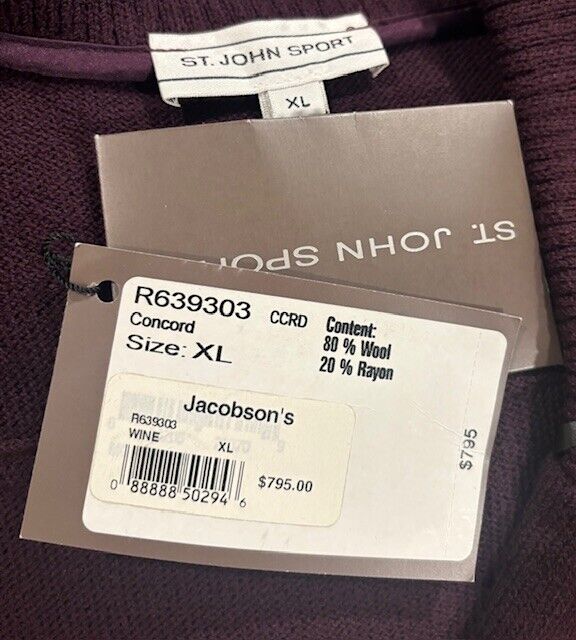 ST. JOHN SPORT
XL
ST. JOHN SPOR
R639303 CCRD
Concord
Size: XL
Content:
80 % Wool
20 % Rayon
Jacobson's
R639303
WINE XL
0 88888 50294 6
$795.00
$795